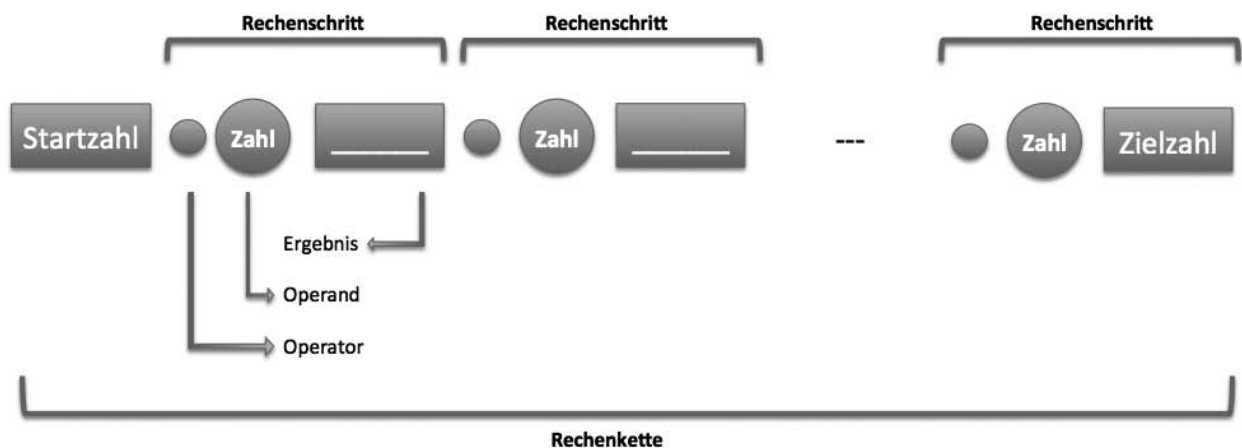 Rechenschritt Rechenschritt Rechenschritt
Startzahl Zahl Zahl --- Zahl Zielzahl
Ergebnis
Operand
Operator
Rechenkette